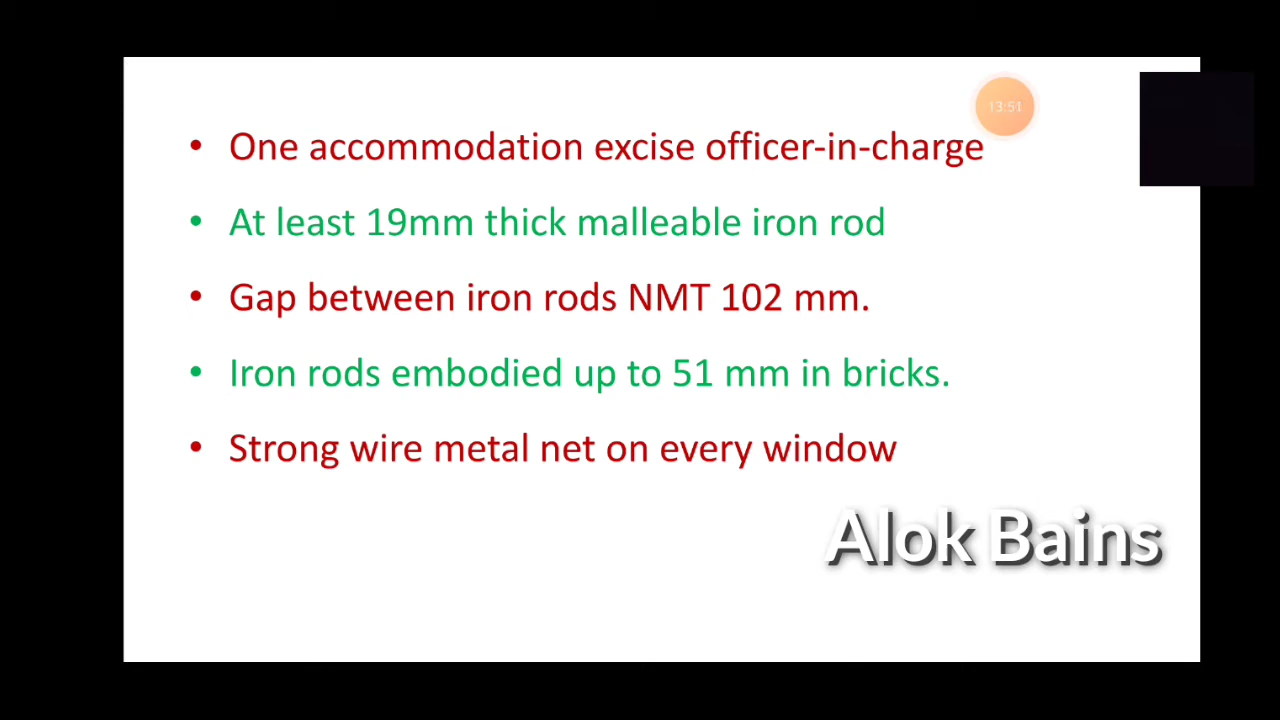 13:51
• One accommodation excise officer-in-charge
• At least 19mm thick malleable iron rod
• Gap between iron rods NMT 102 mm.
• Iron rods embodied up to 51 mm in bricks.
• Strong wire metal net on every window
Alok Bains